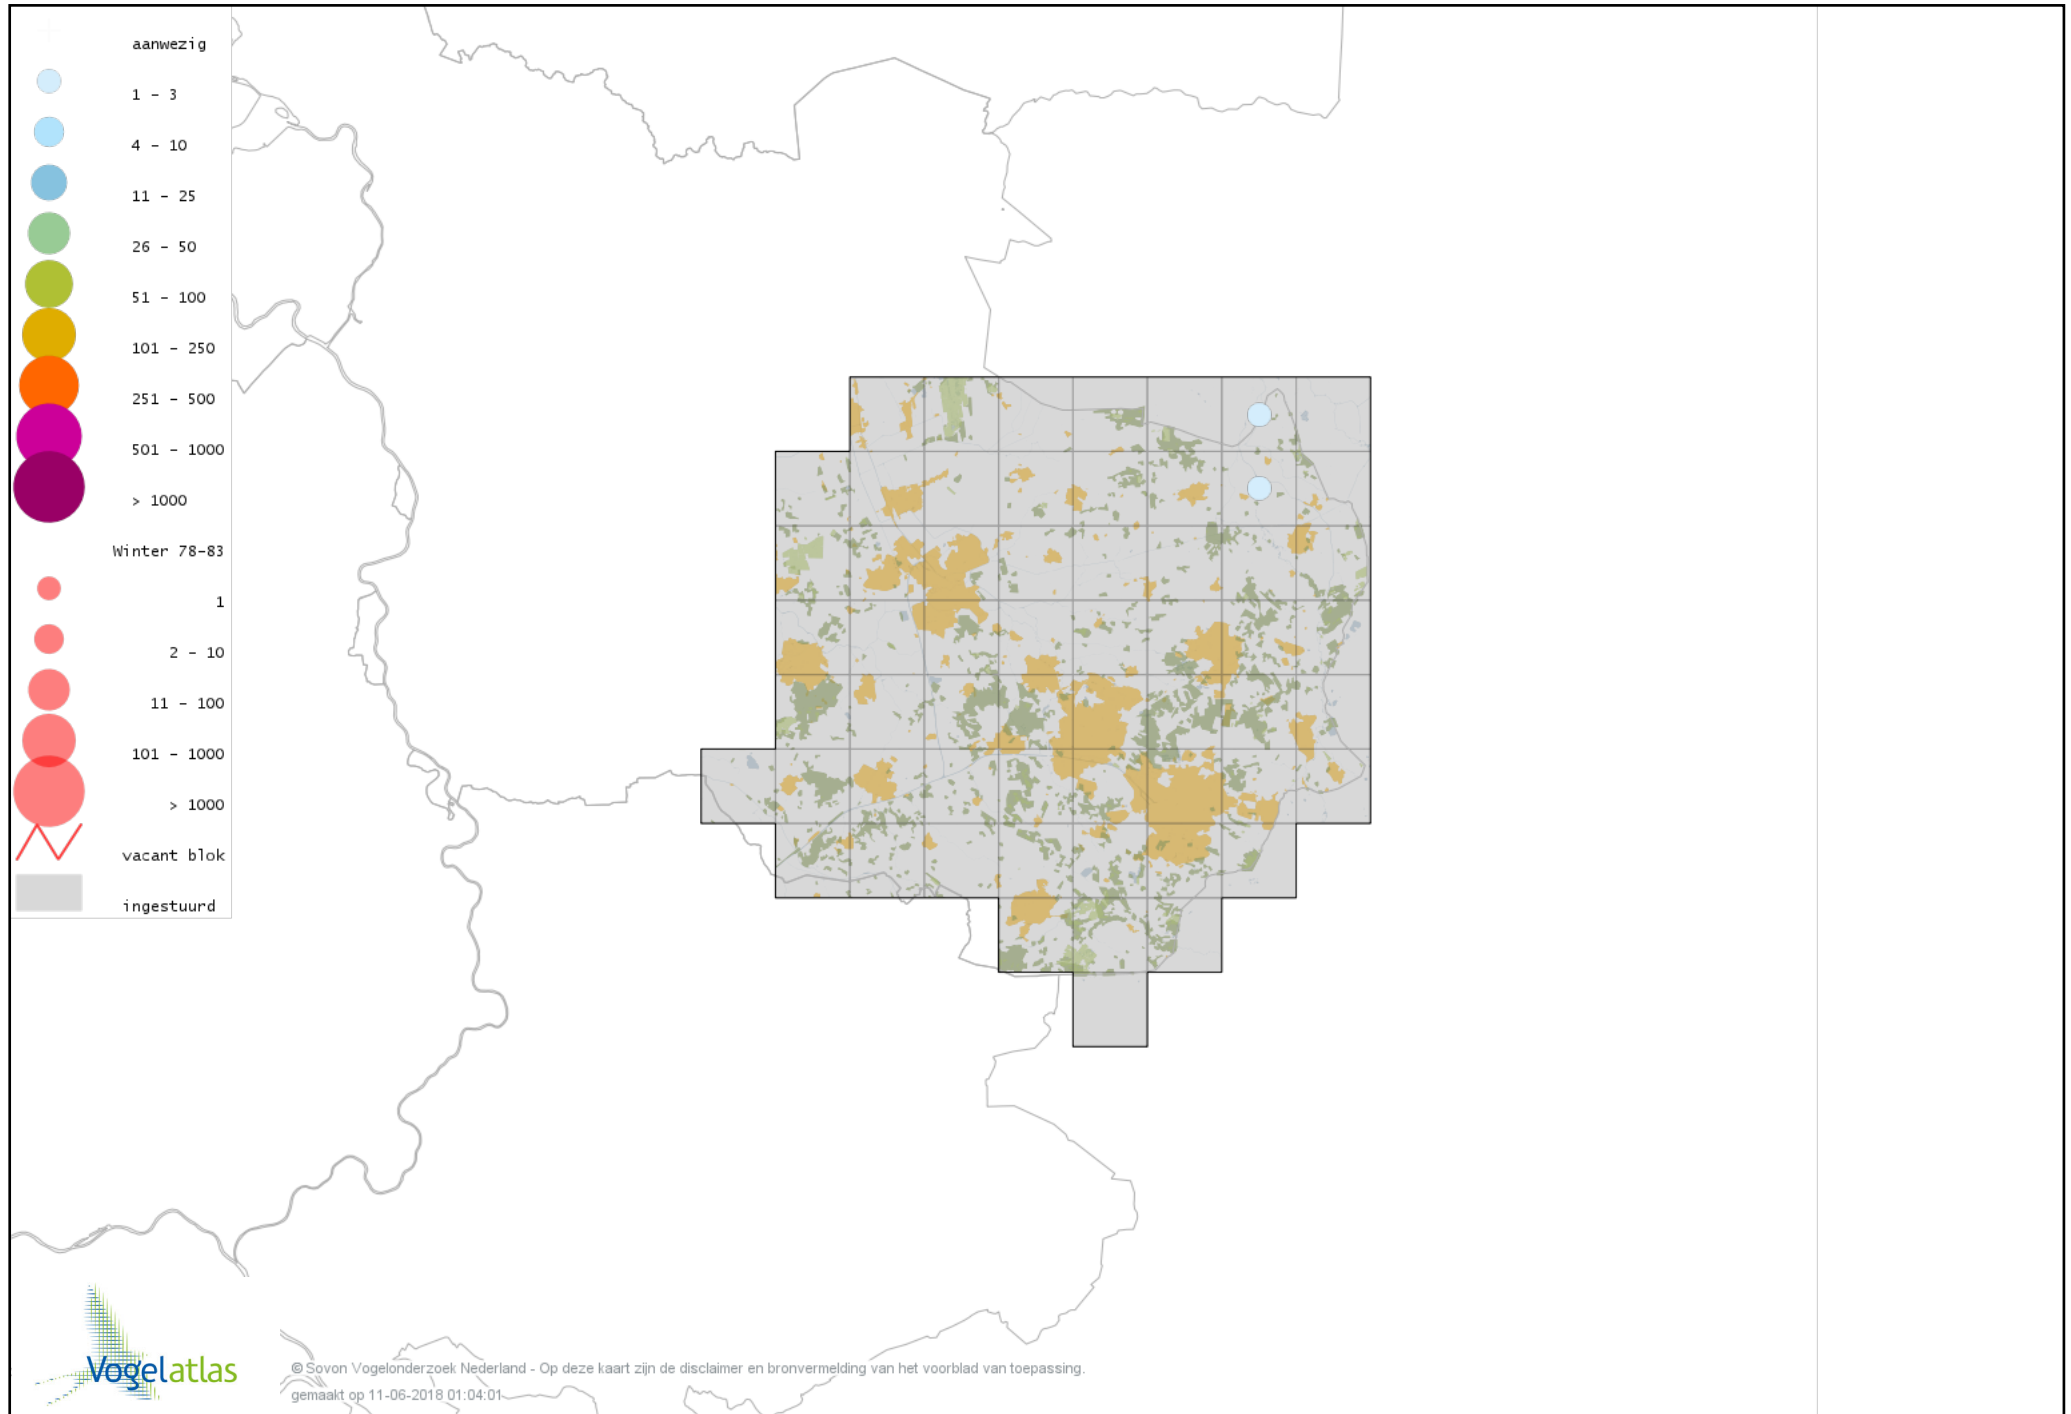 aanwezig
1 - 3
4 - 10
11 - 25
26 - 50
51 - 100
101 - 250
251 - 500
501 - 1000
> 1000
Winter 78-83
1
2 - 10
11 - 100
101 - 1000
> 1000
vacant blok
ingestuurd
Vogelatlas
© Sovon Vogelonderzoek Nederland - Op deze kaart zijn de disclaimer en bronvermelding van het voorblad van toepassing.
gemaakt op 11-06-2018 01:04:01